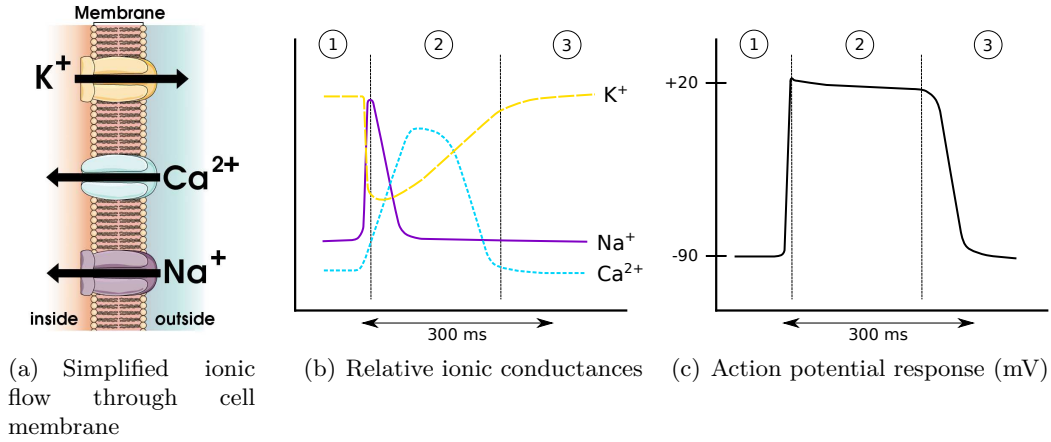 Membrane
K+
Ca2+
Na+
inside outside
(a) Simplified ionic
flow through cell
membrane
1 2 3
K+
Na+
Ca2+
300 ms
(b) Relative ionic conductances
1 2 3
+20
-90
300 ms
(c) Action potential response (mV)